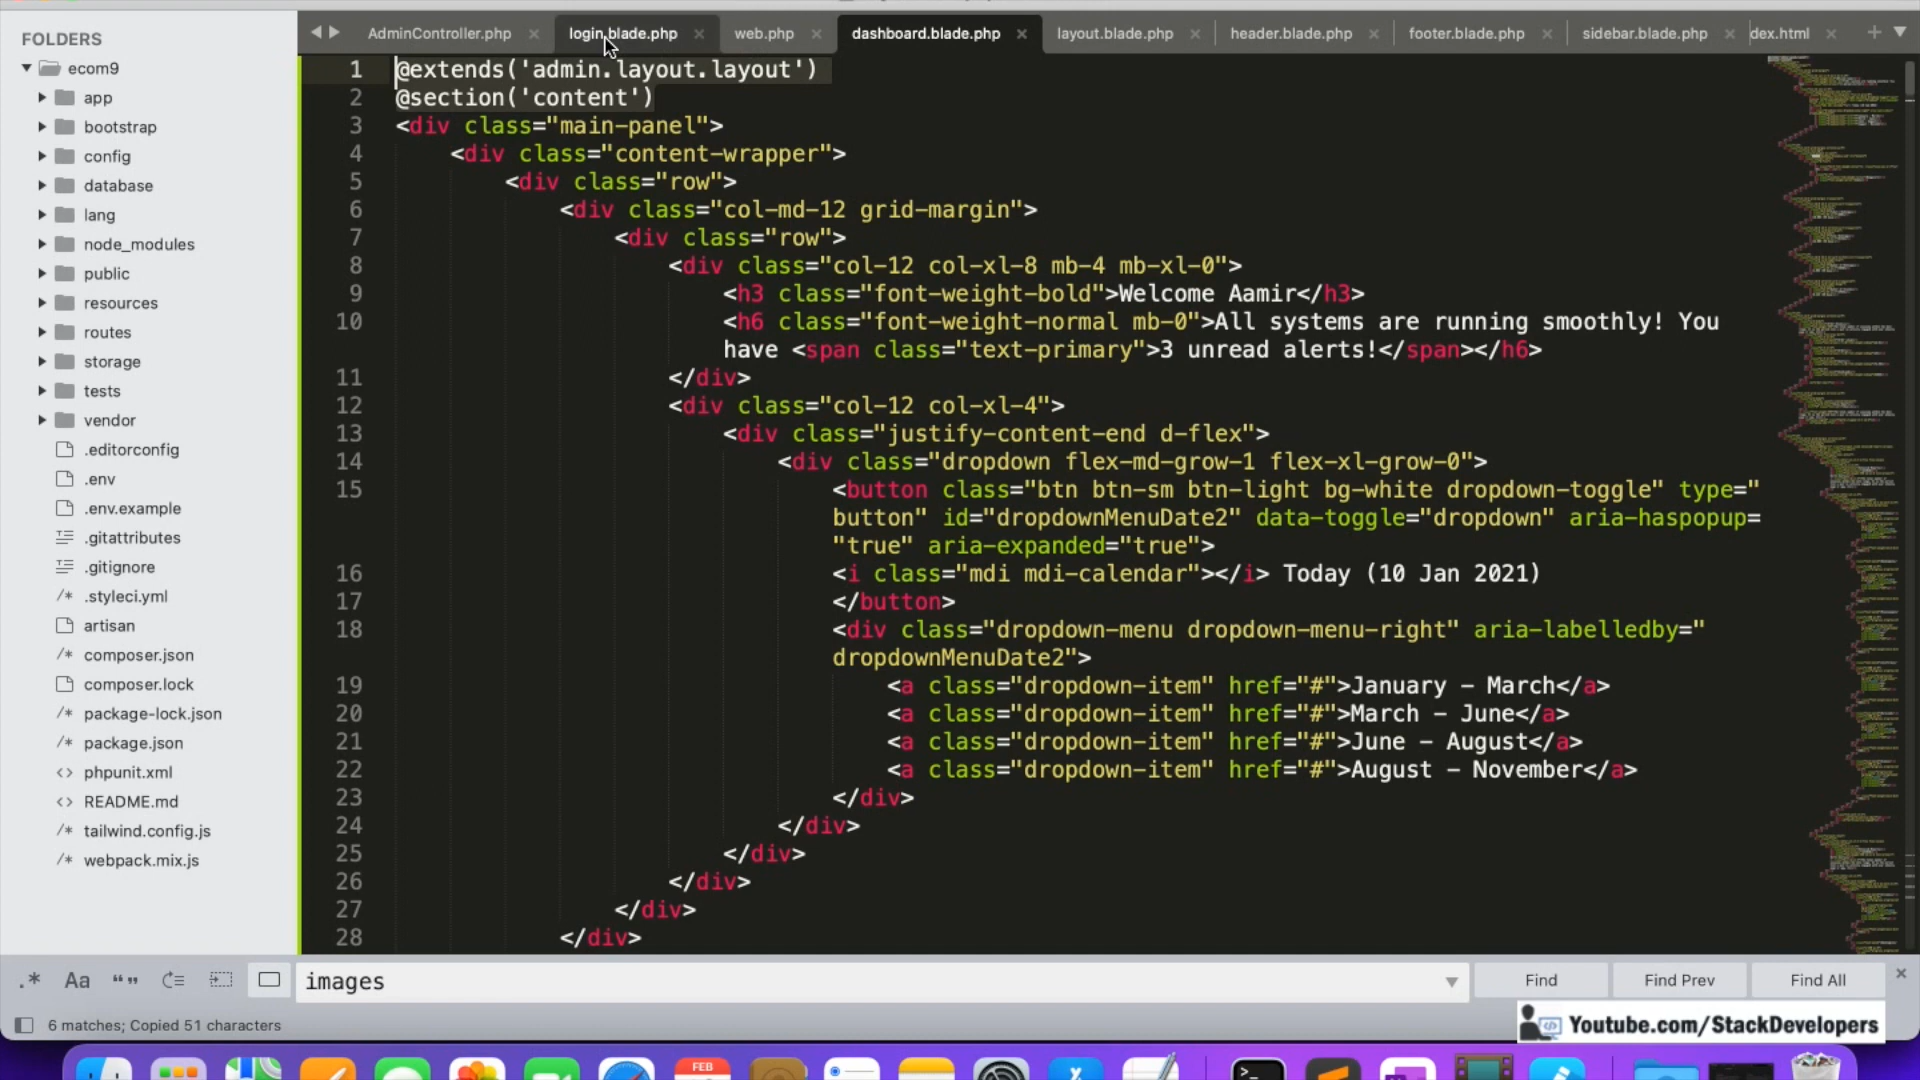 FOLDERS
ecom9
app
bootstrap
config
database
lang
node_modules
public
resources
routes
storage
tests
vendor
.editorconfig
.env
.env.example
.gitattributes
.gitignore
/* .styleci.yml
artisan
/* composer.json
composer.lock
/* package-lock.json
/* package.json
<> phpunit.xml
<> README.md
/* tailwind.config.js
/* webpack.mix.js
AdminController.php × login.blade.php × web.php × dashboard.blade.php × layout.blade.php × header.blade.php × footer.blade.php × sidebar.blade.php × dex.html × +
1 @extends('admin.layout.layout')
2 @section('content')
3 <div class="main-panel">
4 <div class="content-wrapper">
5 <div class="row">
6 <div class="col-md-12 grid-margin">
7 <div class="row">
8 <div class="col-12 col-xl-8 mb-4 mb-xl-0">
9 <h3 class="font-weight-bold">Welcome Aamir</h3>
10 <h6 class="font-weight-normal mb-0">All systems are running smoothly! You
have <span class="text-primary">3 unread alerts!</span></h6>
11 </div>
12 <div class="col-12 col-xl-4">
13 <div class="justify-content-end d-flex">
14 <div class="dropdown flex-md-grow-1 flex-xl-grow-0">
15 <button class="btn btn-sm btn-light bg-white dropdown-toggle" type="
button" id="dropdownMenuDate2" data-toggle="dropdown" aria-haspopup=
"true" aria-expanded="true">
16 <i class="mdi mdi-calendar"></i> Today (10 Jan 2021)
17 </button>
18 <div class="dropdown-menu dropdown-menu-right" aria-labelledby="
dropdownMenuDate2">
19 <a class="dropdown-item" href="#">January - March</a>
20 <a class="dropdown-item" href="#">March - June</a>
21 <a class="dropdown-item" href="#">June - August</a>
22 <a class="dropdown-item" href="#">August - November</a>
23 </div>
24 </div>
25 </div>
26 </div>
27 </div>
28 </div>
.* Aa “” images Find Find Prev Find All ×
6 matches; Copied 51 characters
Youtube.com/StackDevelopers
FEB